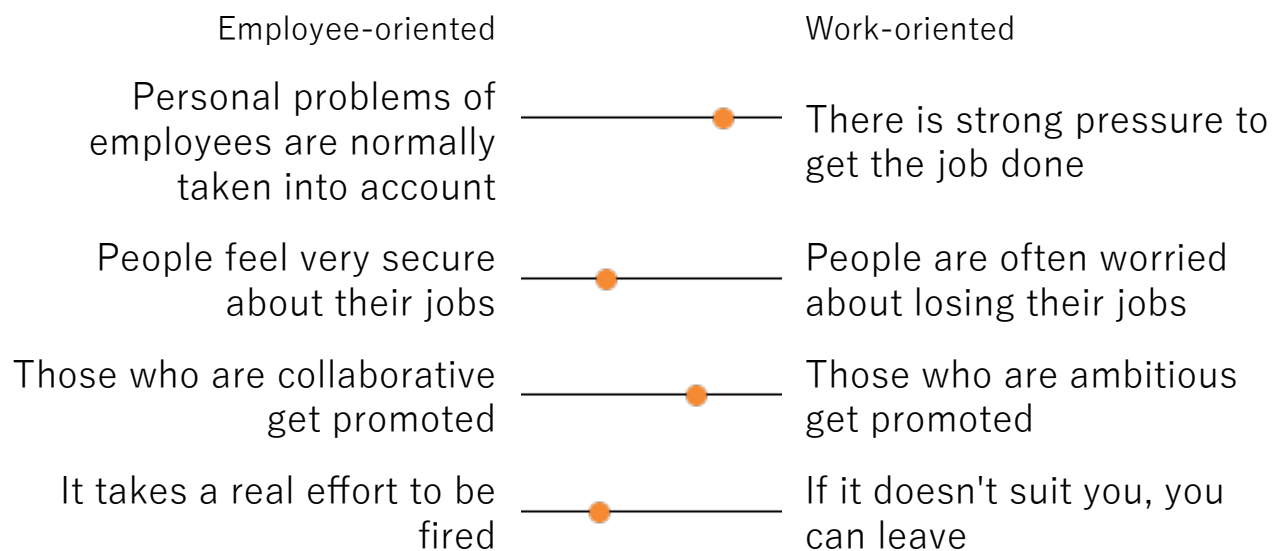 Employee-oriented
Work-oriented
Personal problems of
employees are normally
taken into account
There is strong pressure to
get the job done
People feel very secure
about their jobs
People are often worried
about losing their jobs
Those who are collaborative
get promoted
Those who are ambitious
get promoted
It takes a real effort to be
fired
If it doesn't suit you, you
can leave